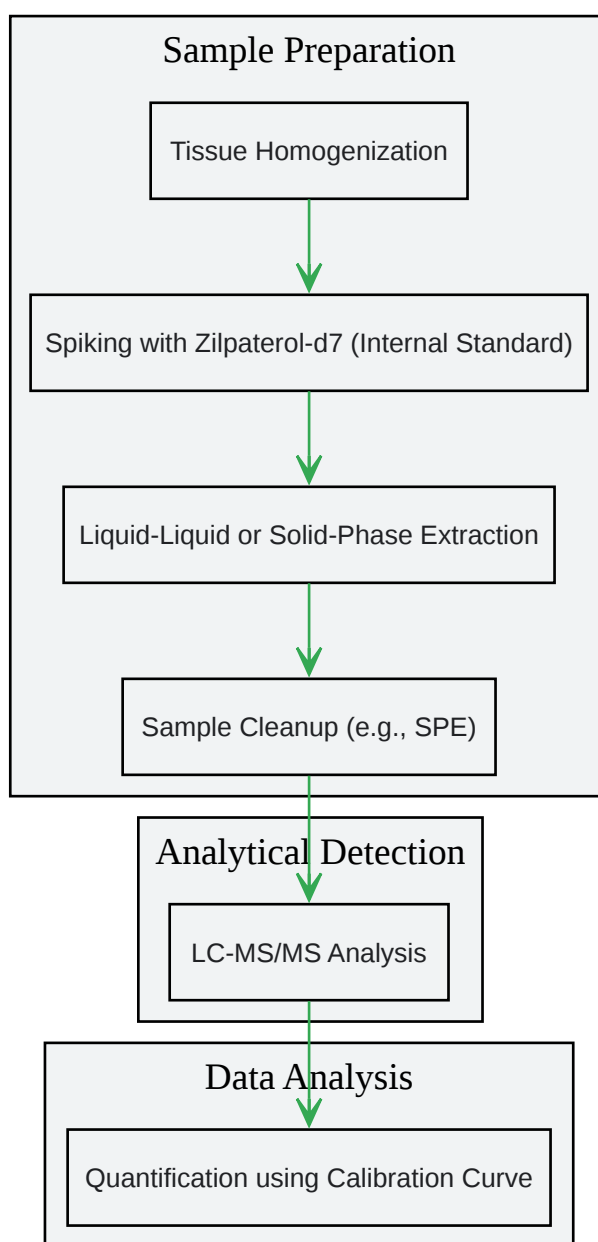 Sample Preparation
Tissue Homogenization
Spiking with Zilpaterol-d7 (Internal Standard)
Liquid-Liquid or Solid-Phase Extraction
Sample Cleanup (e.g., SPE)
Analytical Detection
LC-MS/MS Analysis
Data Analysis
Quantification using Calibration Curve